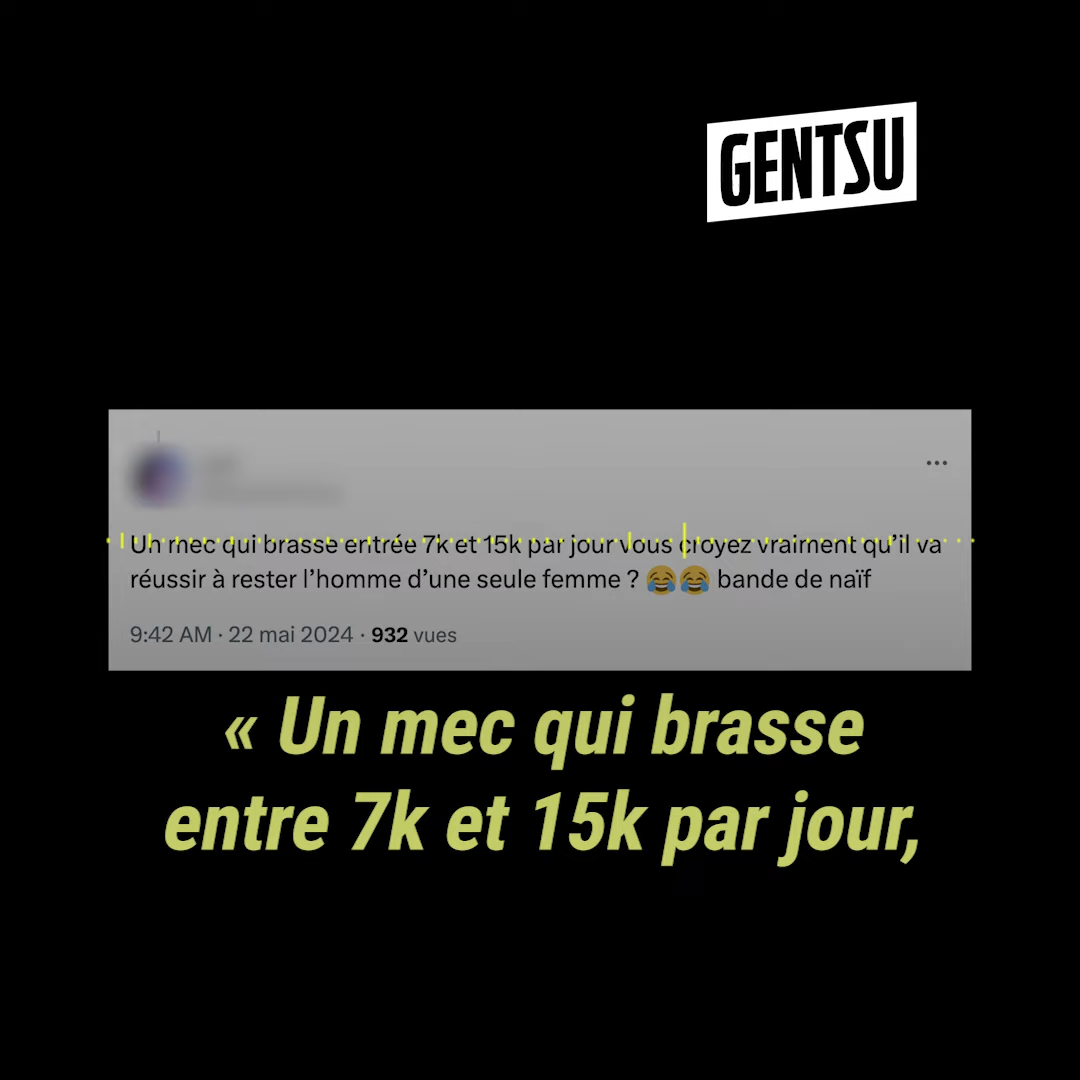 GENTSU
Un mec qui brasse entrée 7k et 15k par jour vous croyez vraiment qu’il va
réussir à rester l’homme d’une seule femme ? 😂😂 bande de naïf
9:42 AM · 22 mai 2024 · 932 vues
« Un mec qui brasse
entre 7k et 15k par jour,